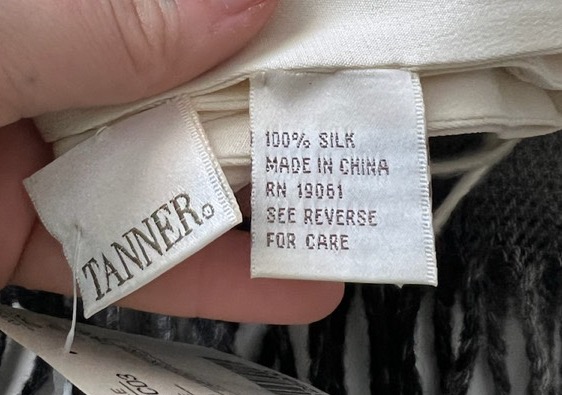 TANNER®
100% SILK
MADE IN CHINA
RN 19061
SEE REVERSE
FOR CARE